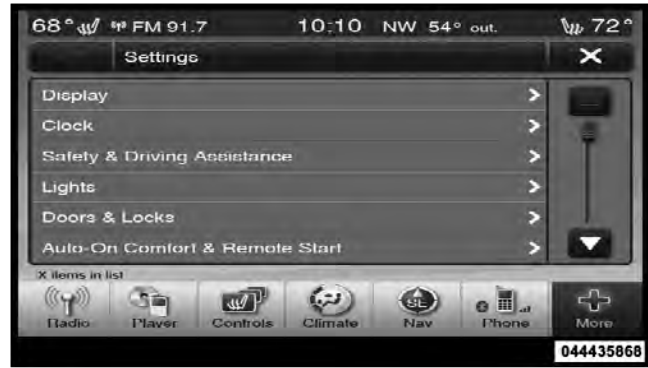 68° FM 91.7 10:10 NW 54° out. 72°
Settings
Display
Clock
Safety & Driving Assistance
Lights
Doors & Locks
Auto-On Comfort & Remote Start
X items in list
Radio Player Controls Climate Nav Phone More
SE
044435868